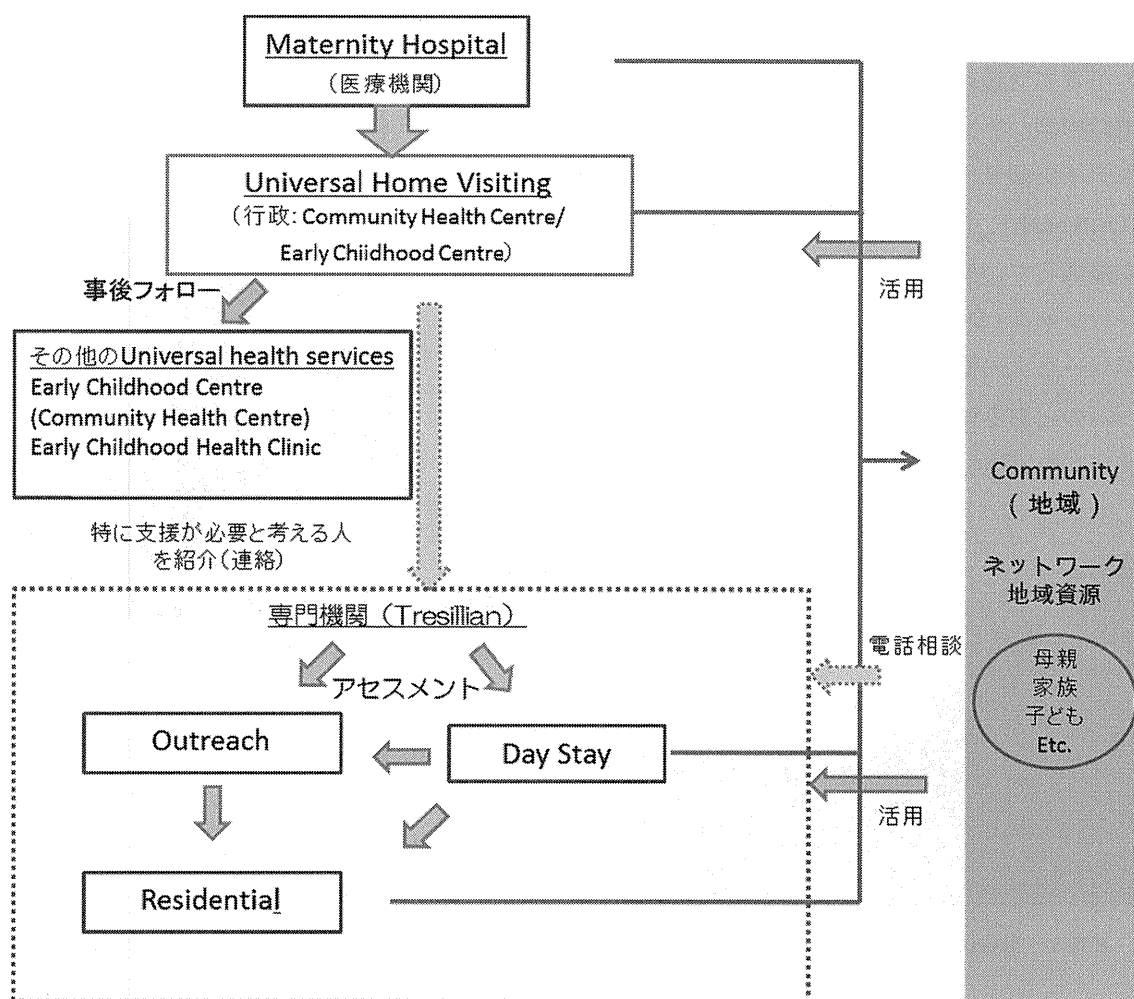 Maternity Hospital
（医療機関）
Universal Home Visiting
（行政: Community Health Centre/
Early Chiidhood Centre）
事後フォロー
活用
その他のUniversal health services
Early Childhood Centre
(Community Health Centre)
Early Childhood Health Clinic
特に支援が必要と考える人
を紹介（連絡）
Community
（地域）
ネットワーク
地域資源
母親
家族
子ども
Etc.
専門機関（Tresillian）
電話相談
アセスメント
Outreach
Day Stay
活用
Residential